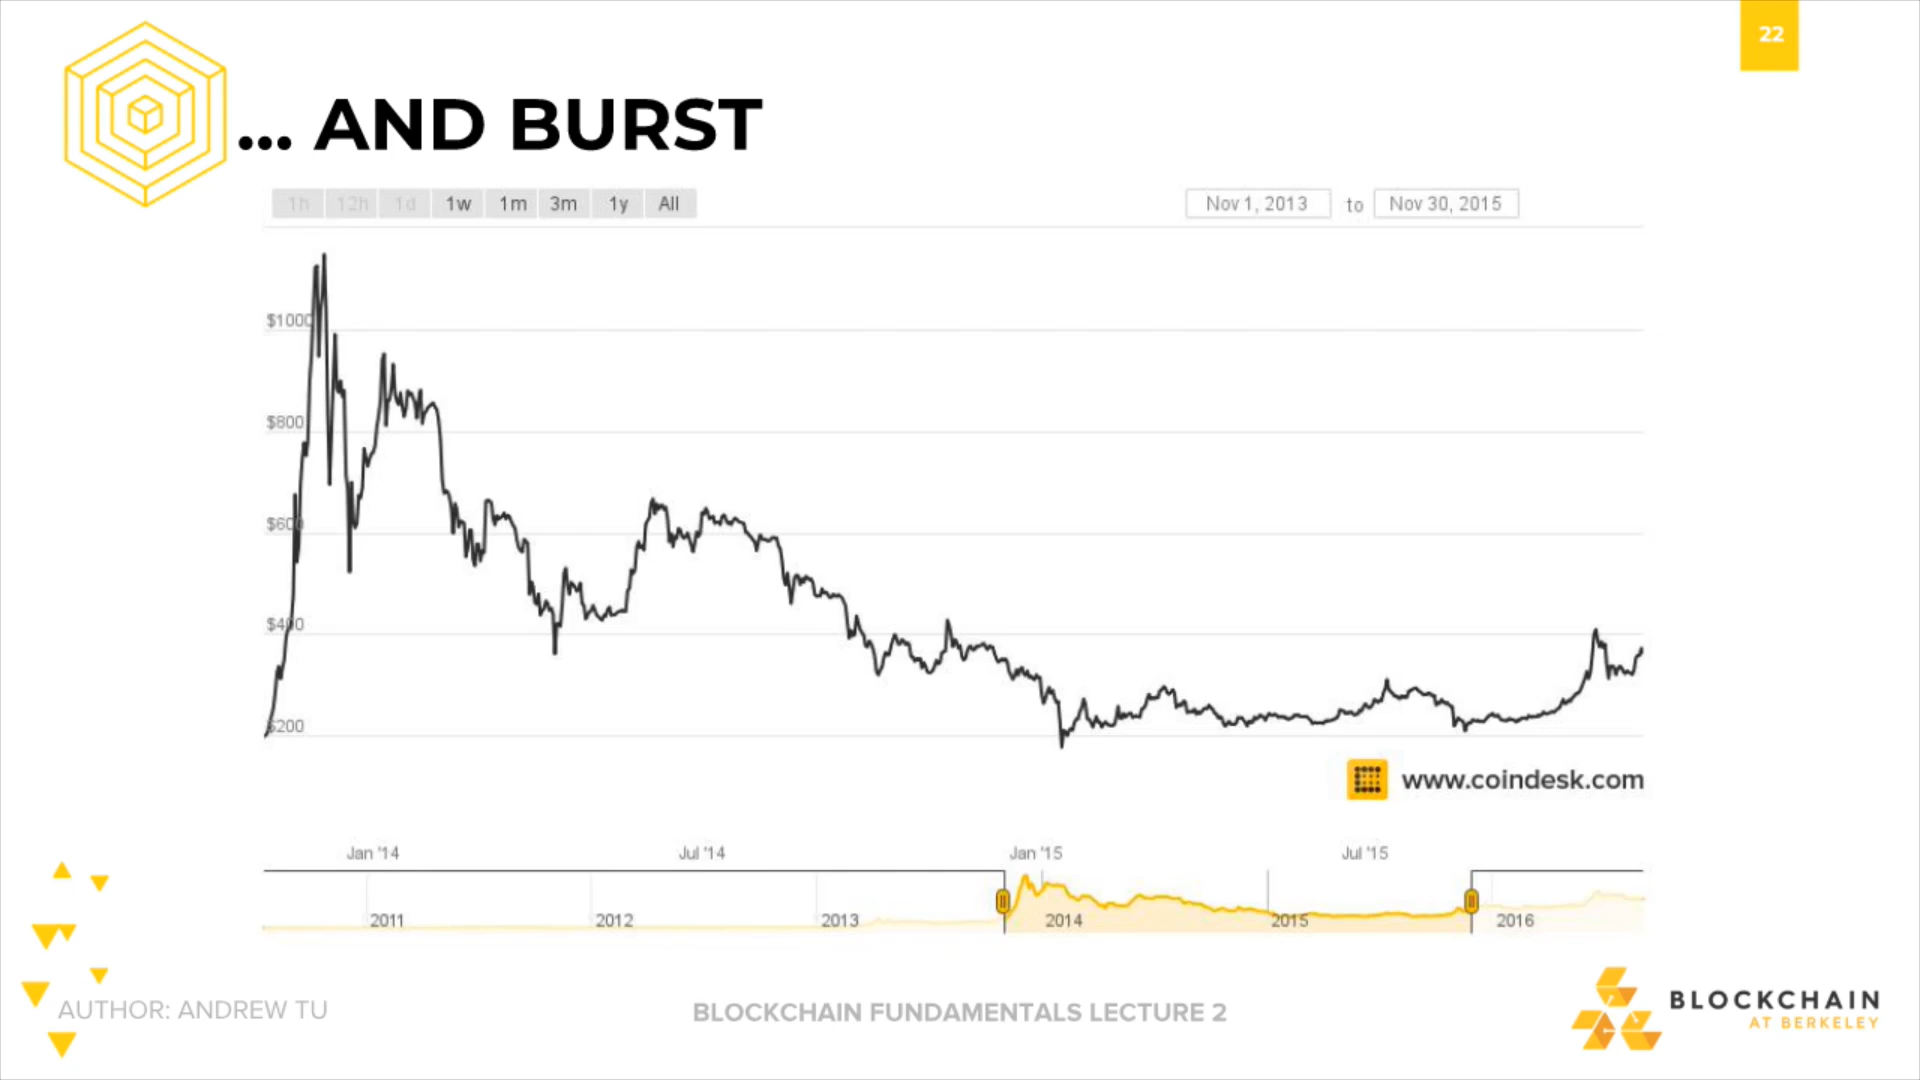 22
... AND BURST
1h 12h 1d 1w 1m 3m 1y All
Nov 1, 2013 to Nov 30, 2015
$1000
$800
$600
$400
$200
www.coindesk.com
Jan '14 Jul '14 Jan '15 Jul '15
2011 2012 2013 2014 2015 2016
AUTHOR: ANDREW TU
BLOCKCHAIN FUNDAMENTALS LECTURE 2
BLOCKCHAIN
AT BERKELEY